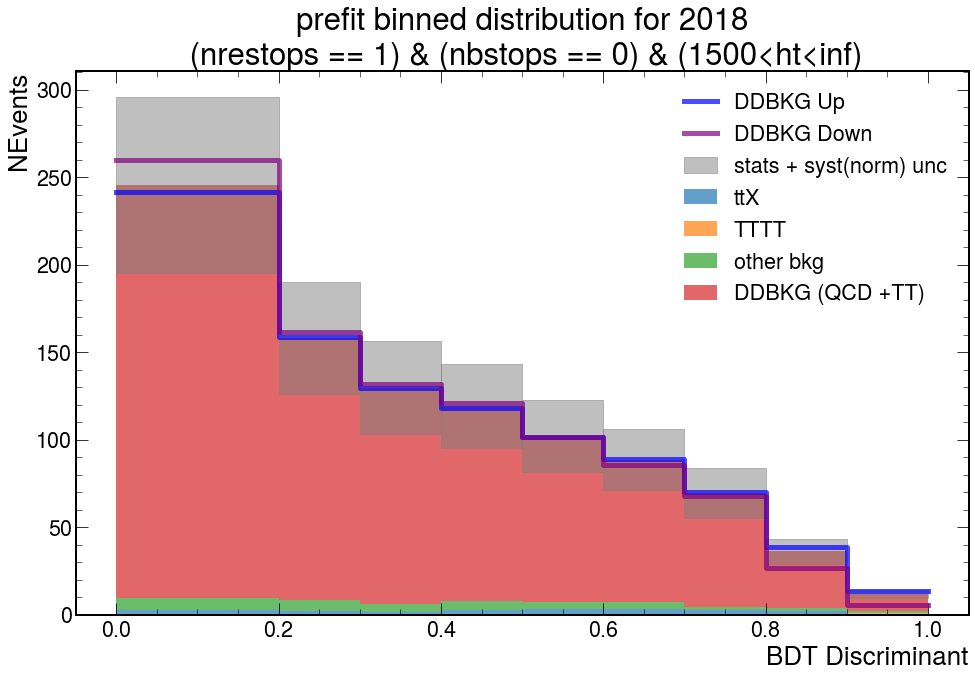 prefit binned distribution for 2018
(nrestops == 1) & (nbstops == 0) & (1500<ht<inf)
NEvents
300
250
200
150
100
50
0
DDBKG Up
DDBKG Down
stats + syst(norm) unc
ttX
TTTT
other bkg
DDBKG (QCD +TT)
0.0 0.2 0.4 0.6 0.8 1.0
BDT Discriminant